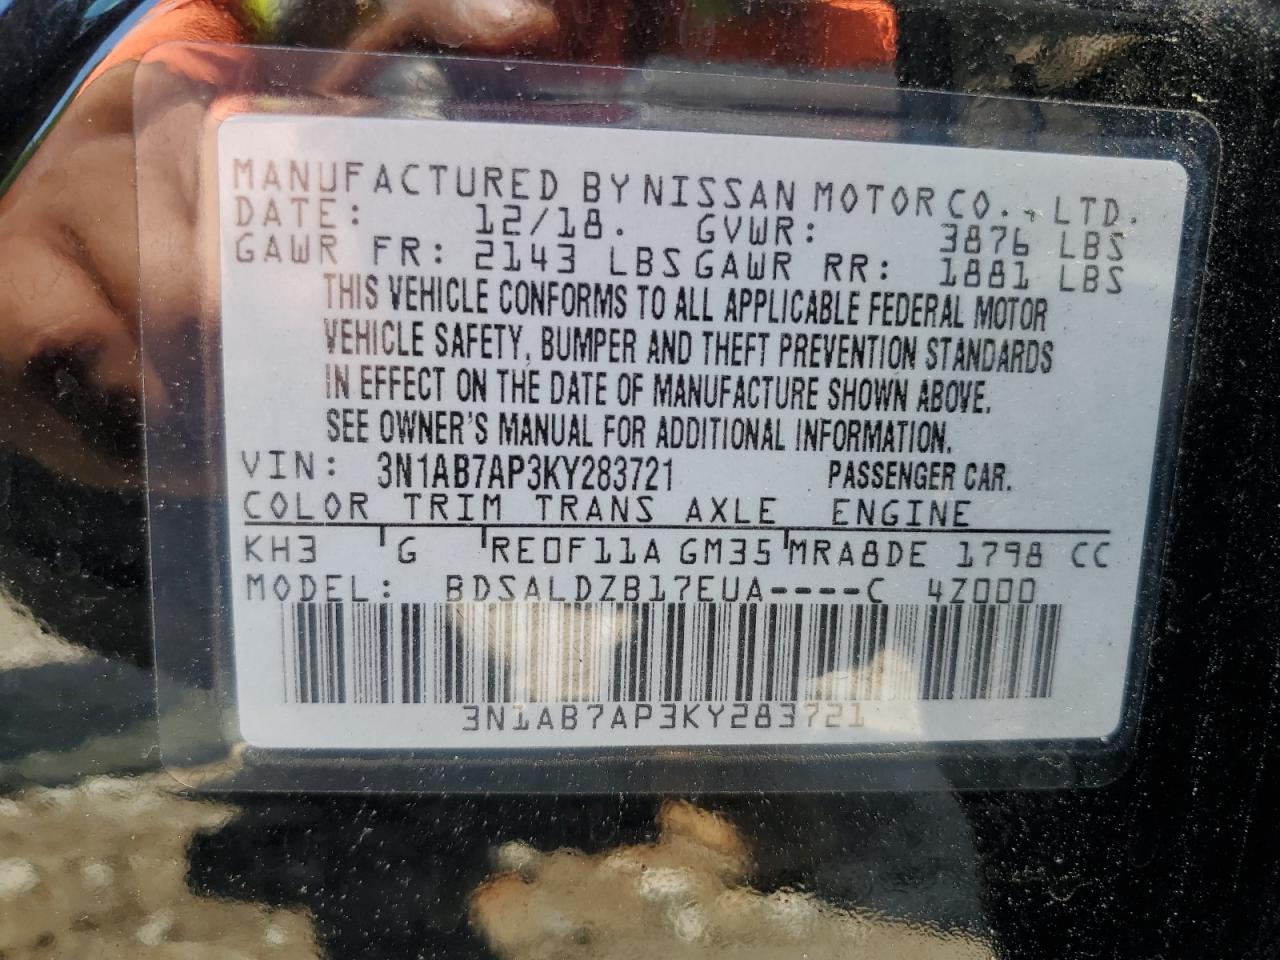 MANUFACTURED BY NISSAN MOTOR CO., LTD.
DATE: 12/18. GVWR: 3876 LBS
GAWR FR: 2143 LBS GAWR RR: 1881 LBS
THIS VEHICLE CONFORMS TO ALL APPLICABLE FEDERAL MOTOR
VEHICLE SAFETY, BUMPER AND THEFT PREVENTION STANDARDS
IN EFFECT ON THE DATE OF MANUFACTURE SHOWN ABOVE.
SEE OWNER'S MANUAL FOR ADDITIONAL INFORMATION.
VIN: 3N1AB7AP3KY283721 PASSENGER CAR.
COLOR TRIM TRANS AXLE ENGINE
KH3 G RE0F11A GM35 MRA8DE 1798 CC
MODEL: BDSALDZB17EUA----C 4Z000
3N1AB7AP3KY283721